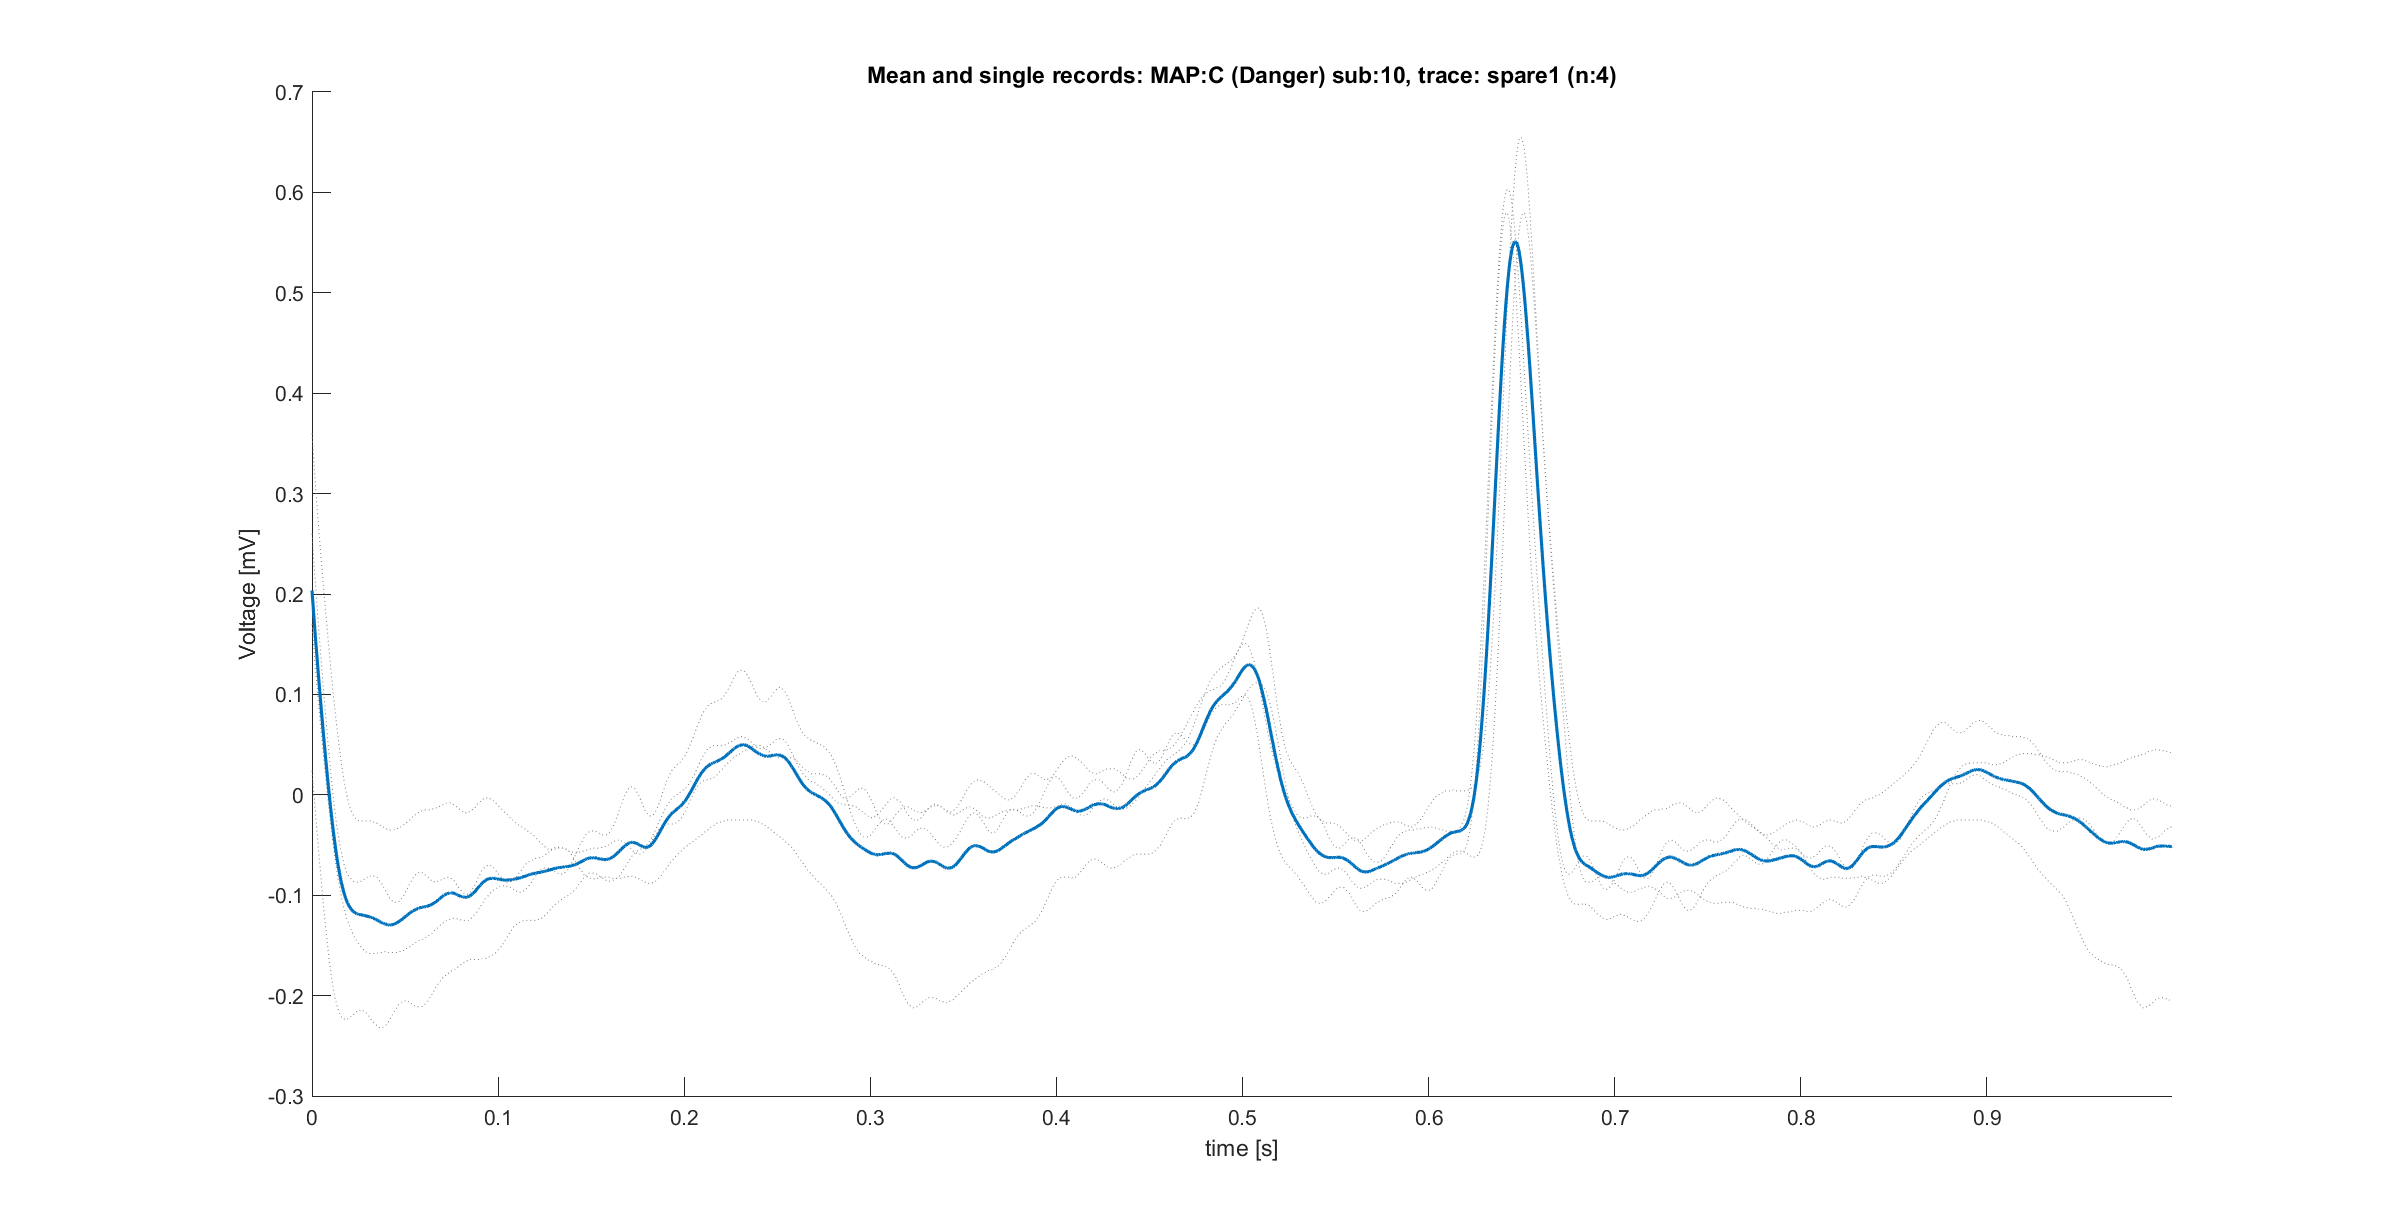 Mean and single records: MAP:C (Danger) sub:10, trace: spare1 (n:4)
0.7
0.6
0.5
0.4
0.3
0.2
0.1
0
-0.1
-0.2
-0.3
Voltage [mV]
0 0.1 0.2 0.3 0.4 0.5 0.6 0.7 0.8 0.9
time [s]